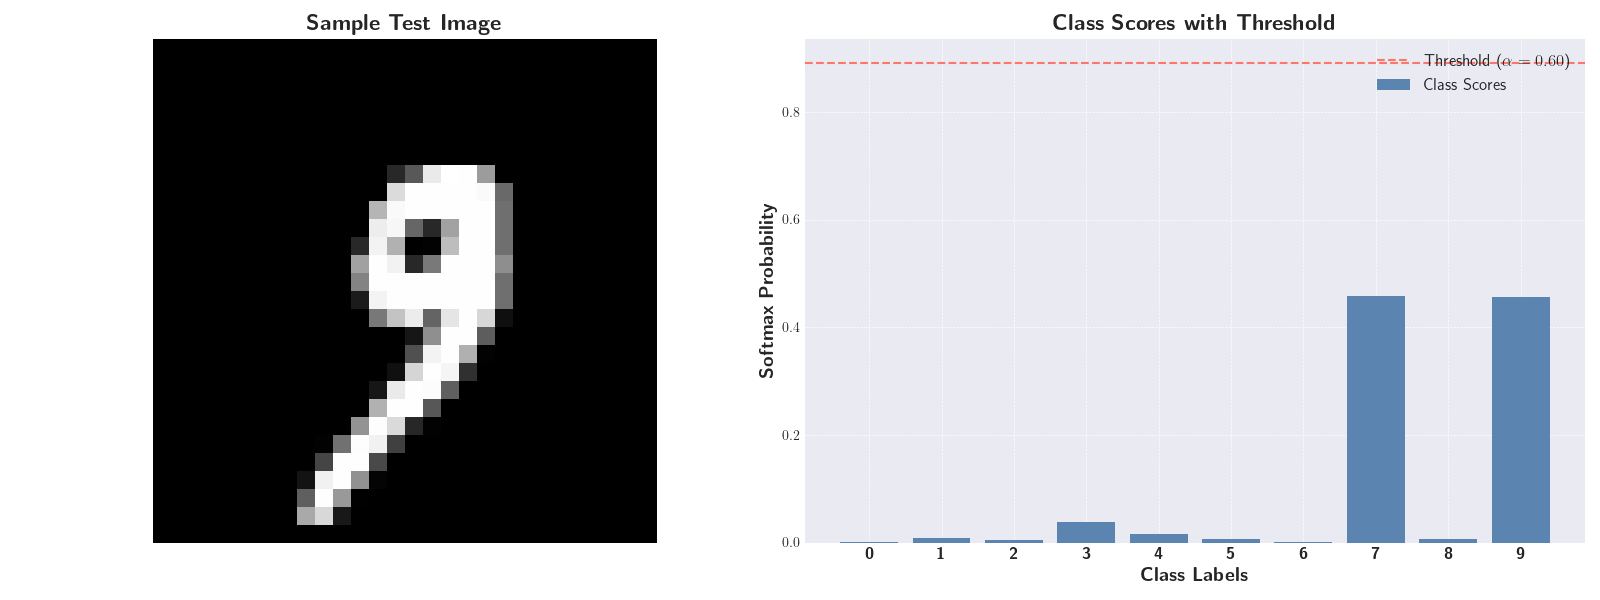 Sample Test Image
Class Scores with Threshold
Threshold (α = 0.60)
Class Scores
Softmax Probability
0.8
0.6
0.4
0.2
0.0
0 1 2 3 4 5 6 7 8 9
Class Labels
9